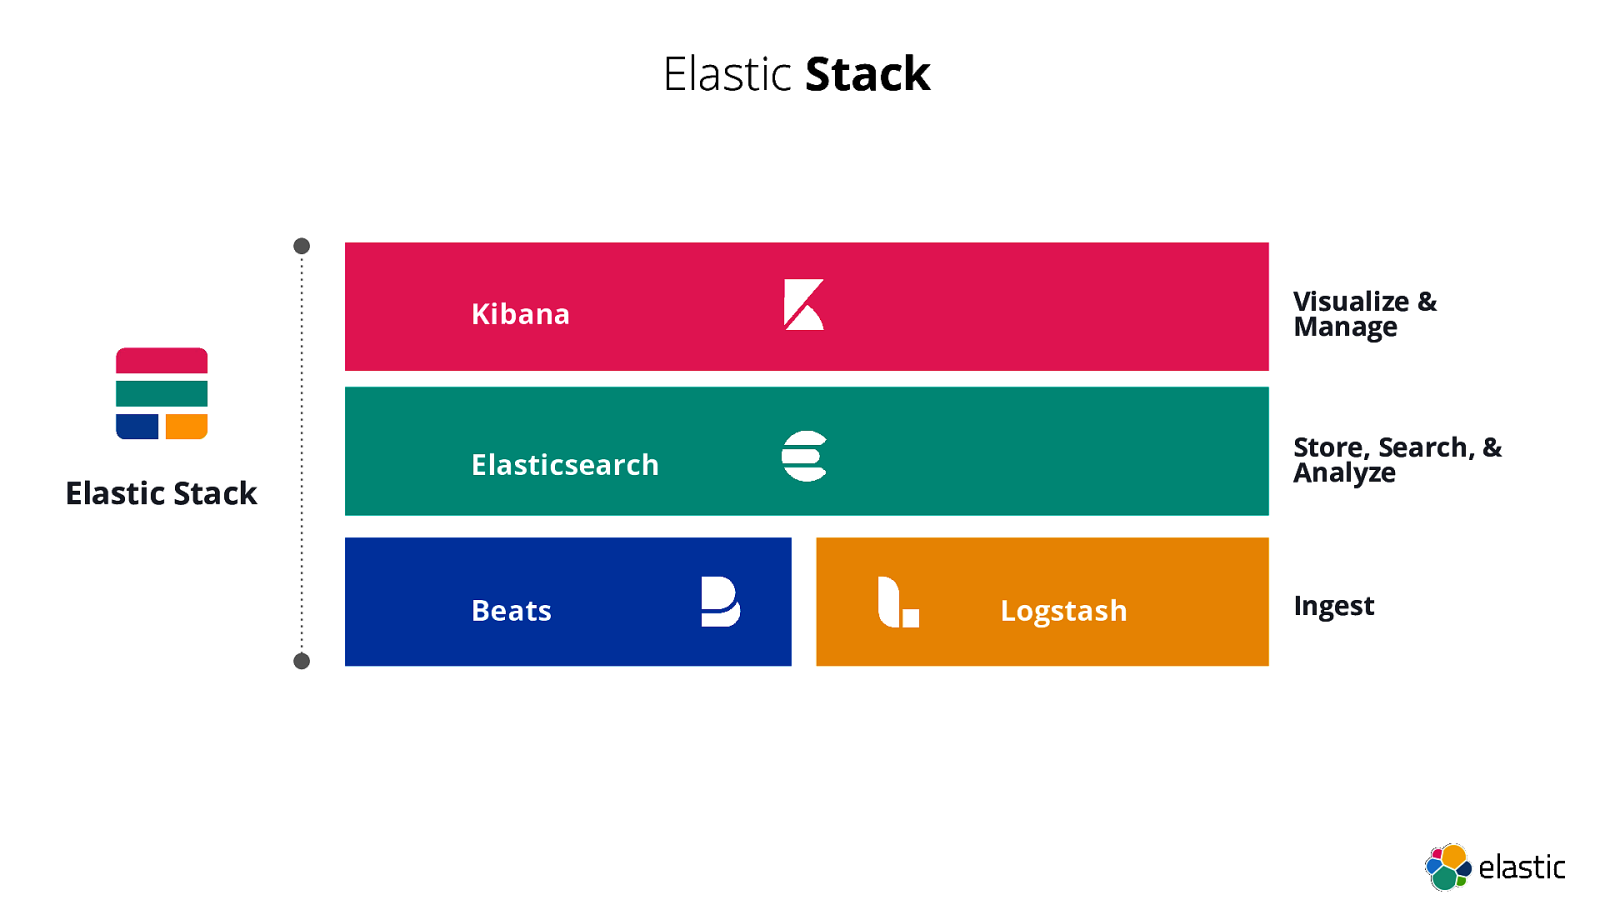 Elastic Stack
Kibana
Visualize &
Manage
Elastic Stack
Elasticsearch
Store, Search, &
Analyze
Beats
Logstash
Ingest
elastic